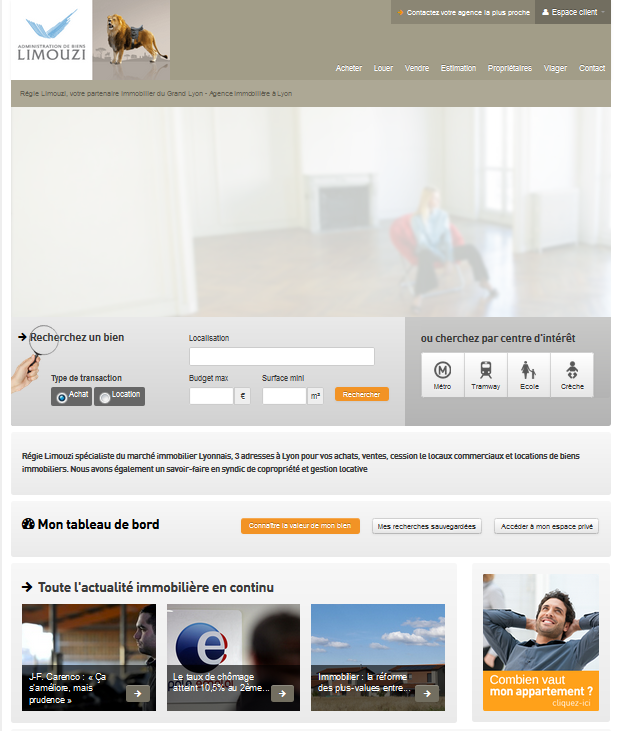 Contactez votre agence la plus proche
Espace client
ADMINISTRATION DE BIENS
LIMOUZI
Acheter Louer Vendre Estimation Propriétaires Viager Contact
Régie Limouzi, votre partenaire immobilier du Grand Lyon - Agence immobilière à Lyon
Recherchez un bien
Type de transaction
Achat Location
Localisation
Budget max Surface mini
€ m² Rechercher
ou cherchez par centre d'intérêt
M
Métro Tramway Ecole Crèche
Régie Limouzi spécialiste du marché immobilier Lyonnais, 3 adresses à Lyon pour vos achats, ventes, cession le locaux commerciaux et locations de biens
immobiliers. Nous avons également un savoir-faire en syndic de copropriété et gestion locative
Mon tableau de bord
Connaître la valeur de mon bien Mes recherches sauvegardées Accéder à mon espace privé
Toute l'actualité immobilière en continu
J-F. Carenco : « Ça
s'améliore, mais
prudence »
Le taux de chômage
atteint 10,5% au 2ème...
Immobilier : la réforme
des plus-values entre...
Combien vaut
mon appartement ?
cliquez-ici